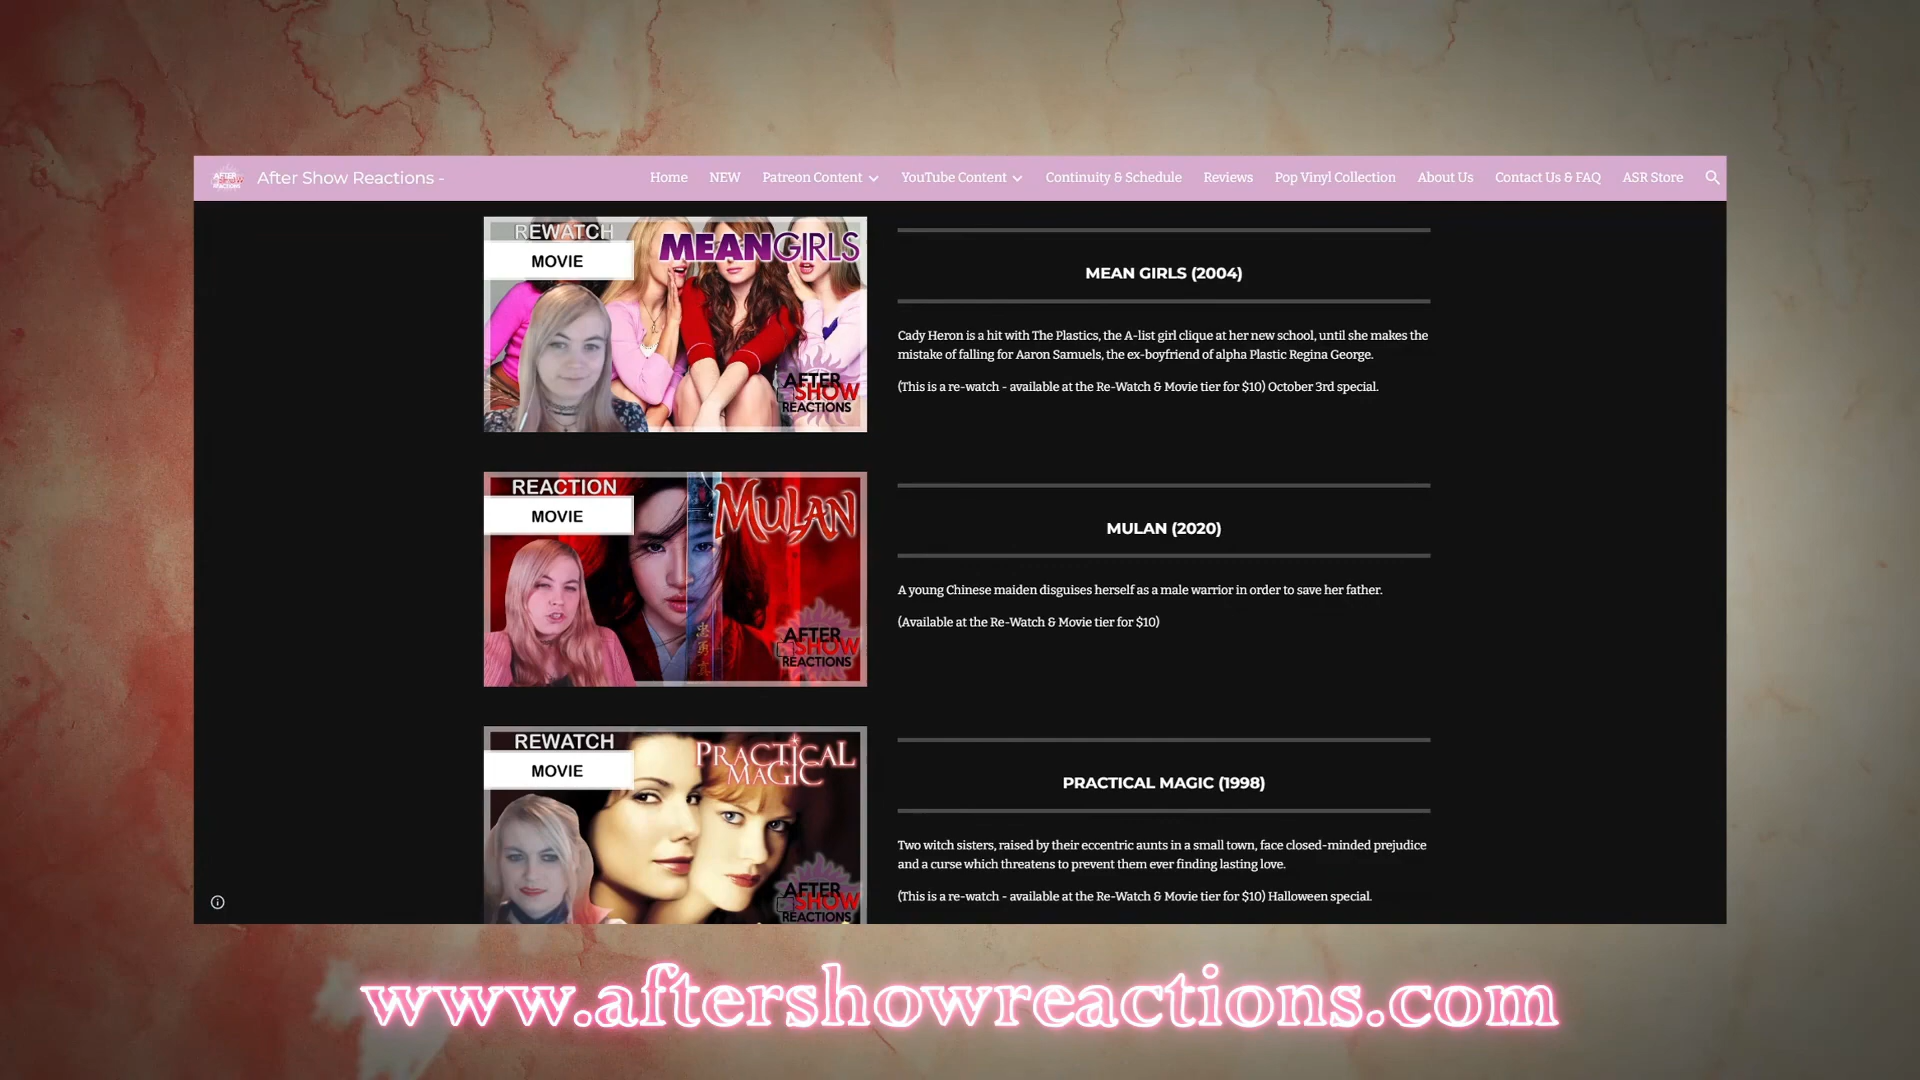 AFTER SHOW REACTIONS
After Show Reactions -
Home
NEW
Patreon Content
YouTube Content
Continuity & Schedule
Reviews
Pop Vinyl Collection
About Us
Contact Us & FAQ
ASR Store
REWATCH
MOVIE
MEAN GIRLS
AFTER
SHOW
REACTIONS
MEAN GIRLS (2004)
Cady Heron is a hit with The Plastics, the A-list girl clique at her new school, until she makes the
mistake of falling for Aaron Samuels, the ex-boyfriend of alpha Plastic Regina George.
(This is a re-watch - available at the Re-Watch & Movie tier for $10) October 3rd special.
REACTION
MOVIE
MULAN
忠勇真
AFTER
SHOW
REACTIONS
MULAN (2020)
A young Chinese maiden disguises herself as a male warrior in order to save her father.
(Available at the Re-Watch & Movie tier for $10)
REWATCH
MOVIE
PRACTICAL
MAGIC
AFTER
SHOW
REACTIONS
PRACTICAL MAGIC (1998)
Two witch sisters, raised by their eccentric aunts in a small town, face closed-minded prejudice
and a curse which threatens to prevent them ever finding lasting love.
(This is a re-watch - available at the Re-Watch & Movie tier for $10) Halloween special.
www.aftershowreactions.com